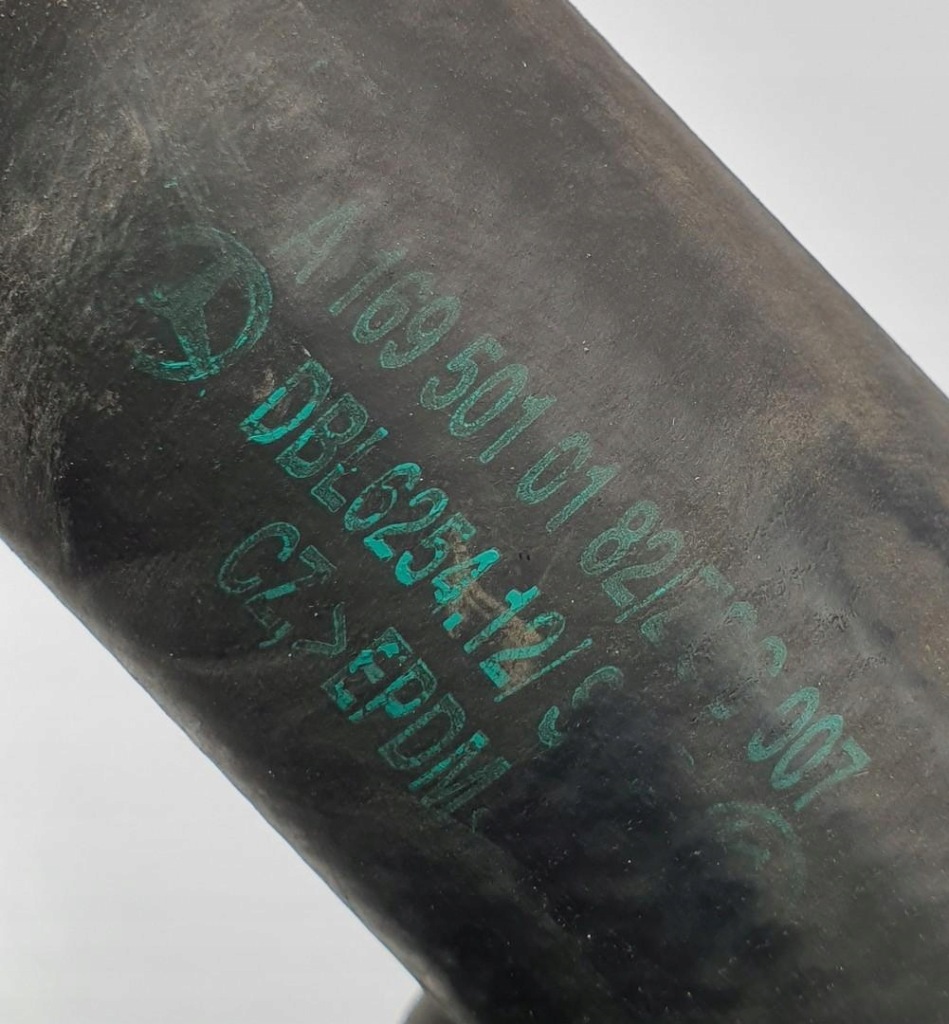 A 169 501 01 82/
DBL6254.12/
CZ >EPDM<